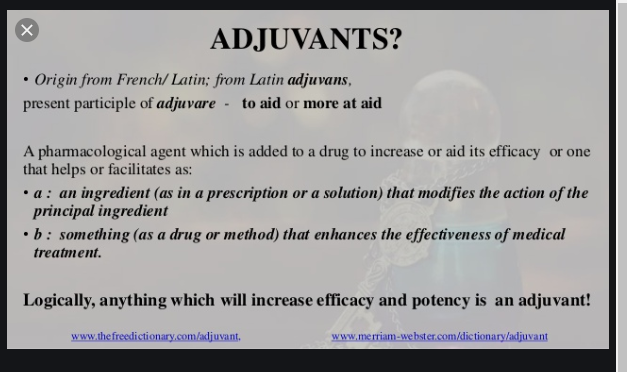 ADJUVANTS?
• Origin from French/ Latin; from Latin adjuvans,
present participle of adjuvare - to aid or more at aid
A pharmacological agent which is added to a drug to increase or aid its efficacy or one
that helps or facilitates as:
• a : an ingredient (as in a prescription or a solution) that modifies the action of the
principal ingredient
• b : something (as a drug or method) that enhances the effectiveness of medical
treatment.
Logically, anything which will increase efficacy and potency is an adjuvant!
www.thefreedictionary.com/adjuvant, www.merriam-webster.com/dictionary/adjuvant